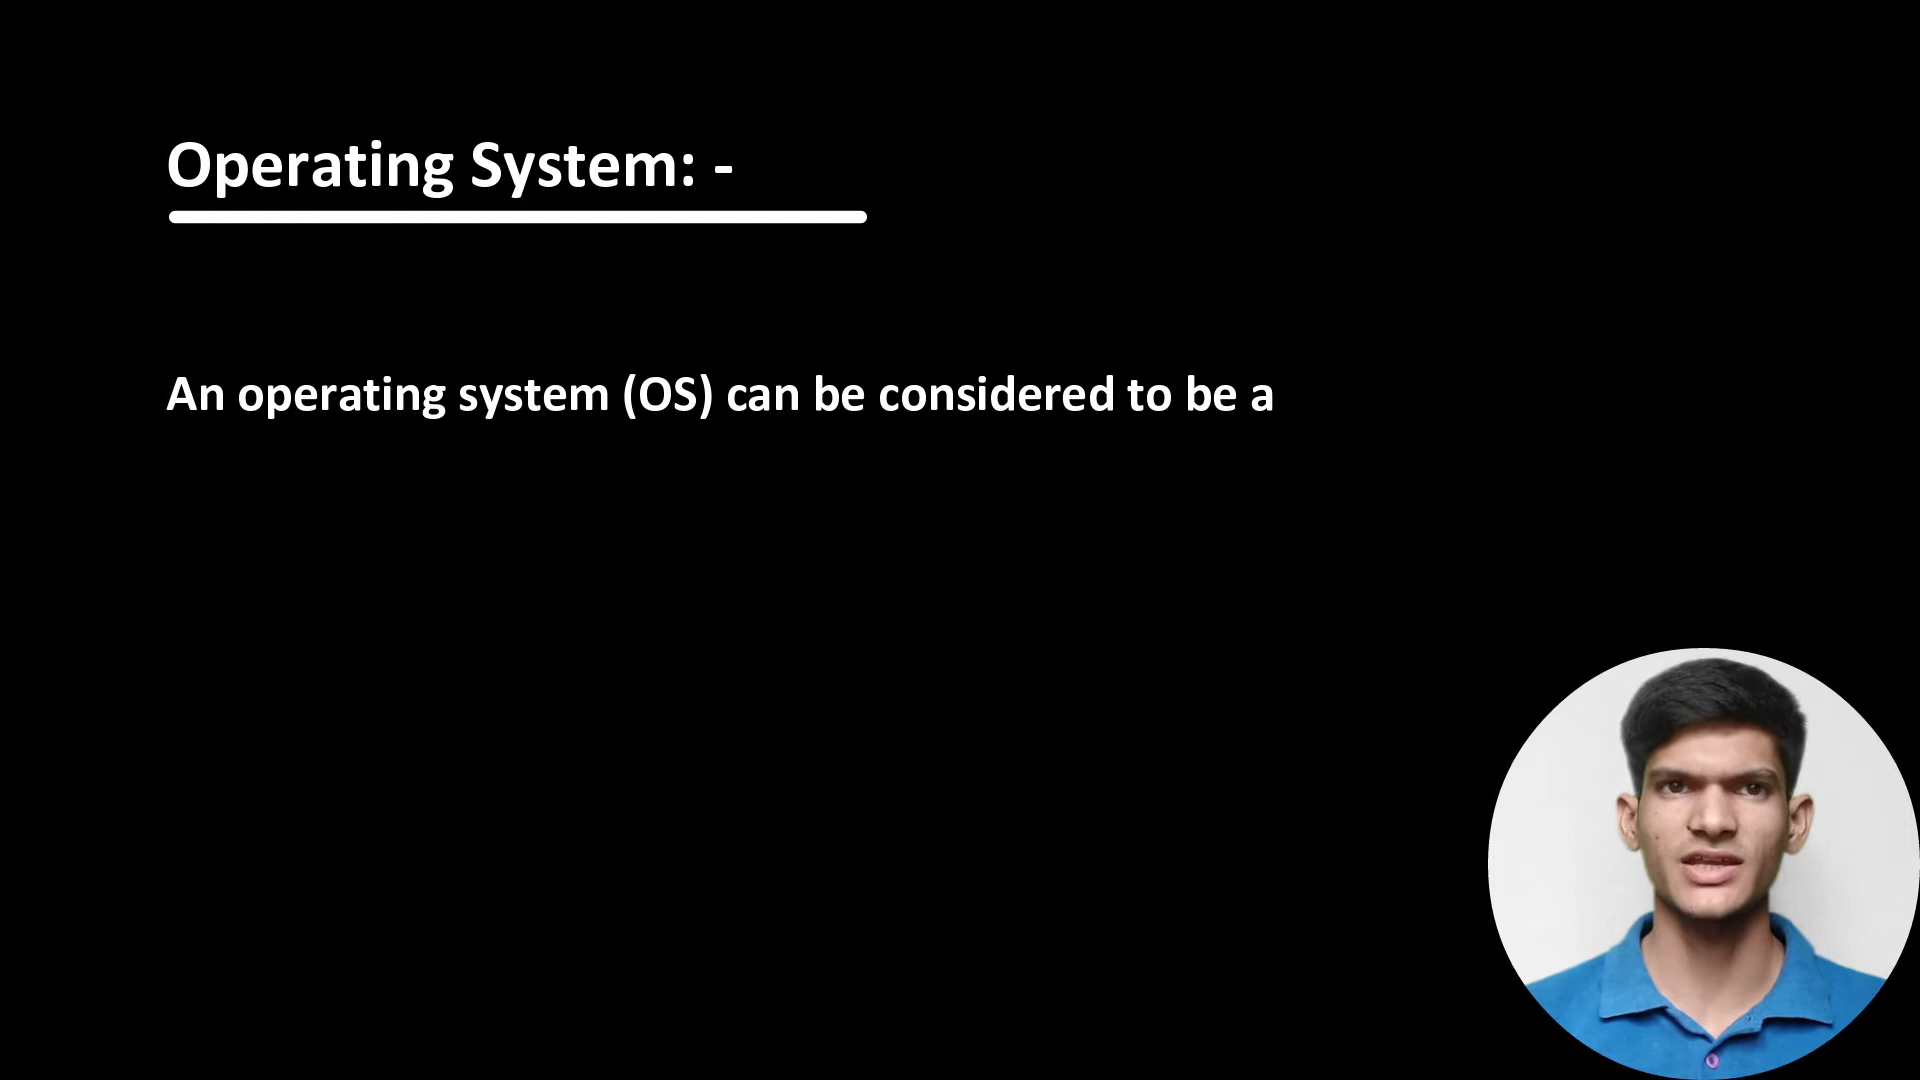 Operating System: -
An operating system (OS) can be considered to be a